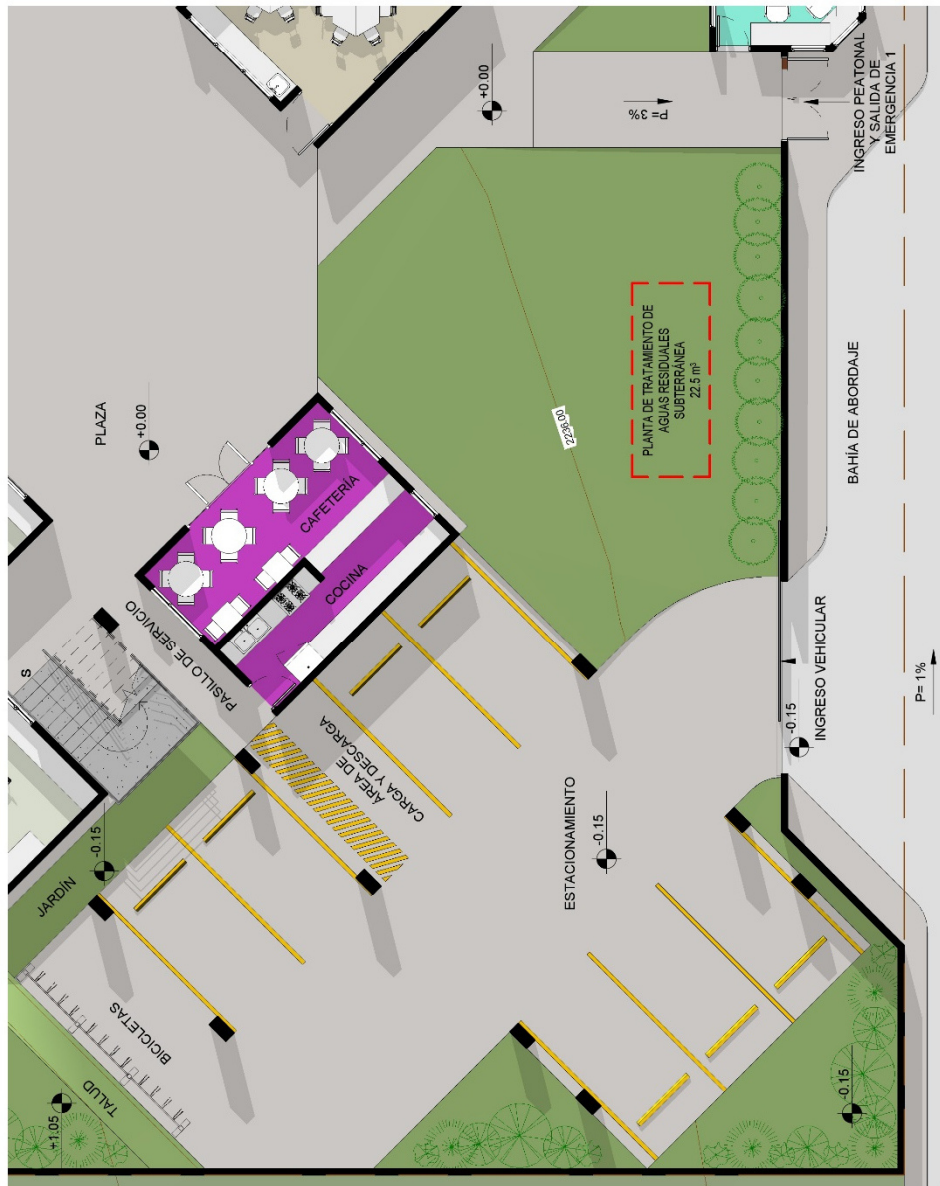 PLAZA
+0.00
+0.00
P= 3%
INGRESO PEATONAL
Y SALIDA DE
EMERGENCIA 1
PLANTA DE TRATAMIENTO DE
AGUAS RESIDUALES
SUBTERRÁNEA
22.5 m³
2236.00
BAHÍA DE ABORDAJE
CAFETERÍA
COCINA
PASILLO DE SERVICIO
S
ÁREA DE
CARGA Y DESCARGA
JARDÍN
-0.15
ESTACIONAMIENTO
-0.15
-0.15
INGRESO VEHICULAR
P= 1%
BICICLETAS
TALUD
+1.05
-0.15